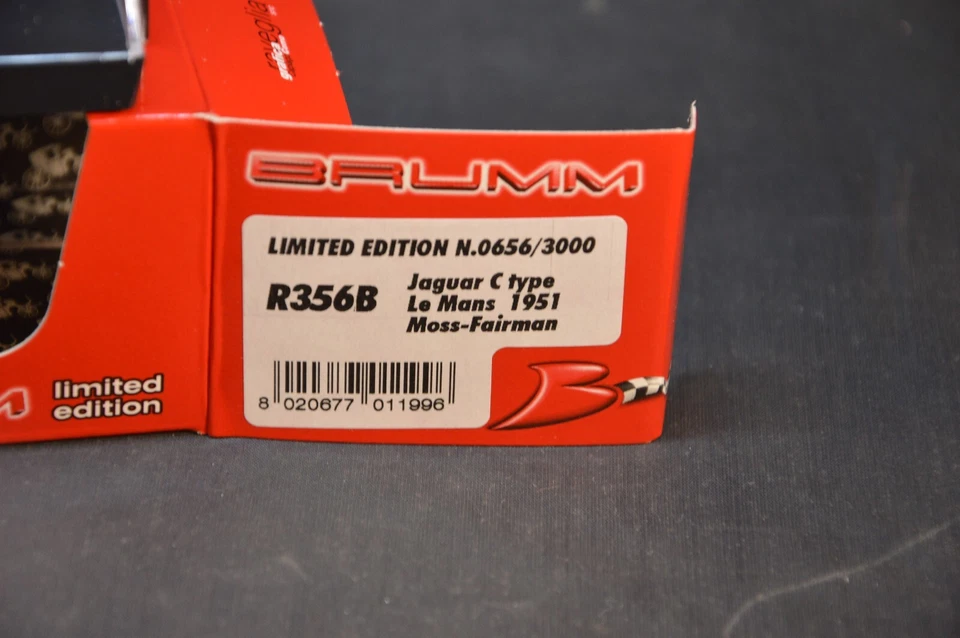 BRUMM
LIMITED EDITION N.0656/3000
R356B
Jaguar C type
Le Mans 1951
Moss-Fairman
8 020677 011996
limited
edition